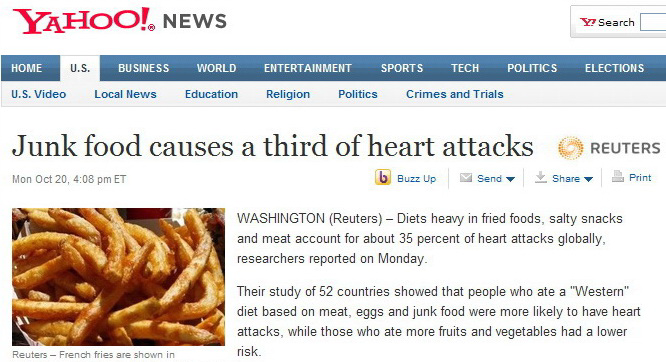 YAHOO! NEWS
Y! Search
HOME U.S. BUSINESS WORLD ENTERTAINMENT SPORTS TECH POLITICS ELECTIONS
U.S. Video Local News Education Religion Politics Crimes and Trials
Junk food causes a third of heart attacks
REUTERS
Mon Oct 20, 4:08 pm ET
Buzz Up Send Share Print
WASHINGTON (Reuters) – Diets heavy in fried foods, salty snacks
and meat account for about 35 percent of heart attacks globally,
researchers reported on Monday.
Their study of 52 countries showed that people who ate a "Western"
diet based on meat, eggs and junk food were more likely to have heart
attacks, while those who ate more fruits and vegetables had a lower
risk.
Reuters – French fries are shown in